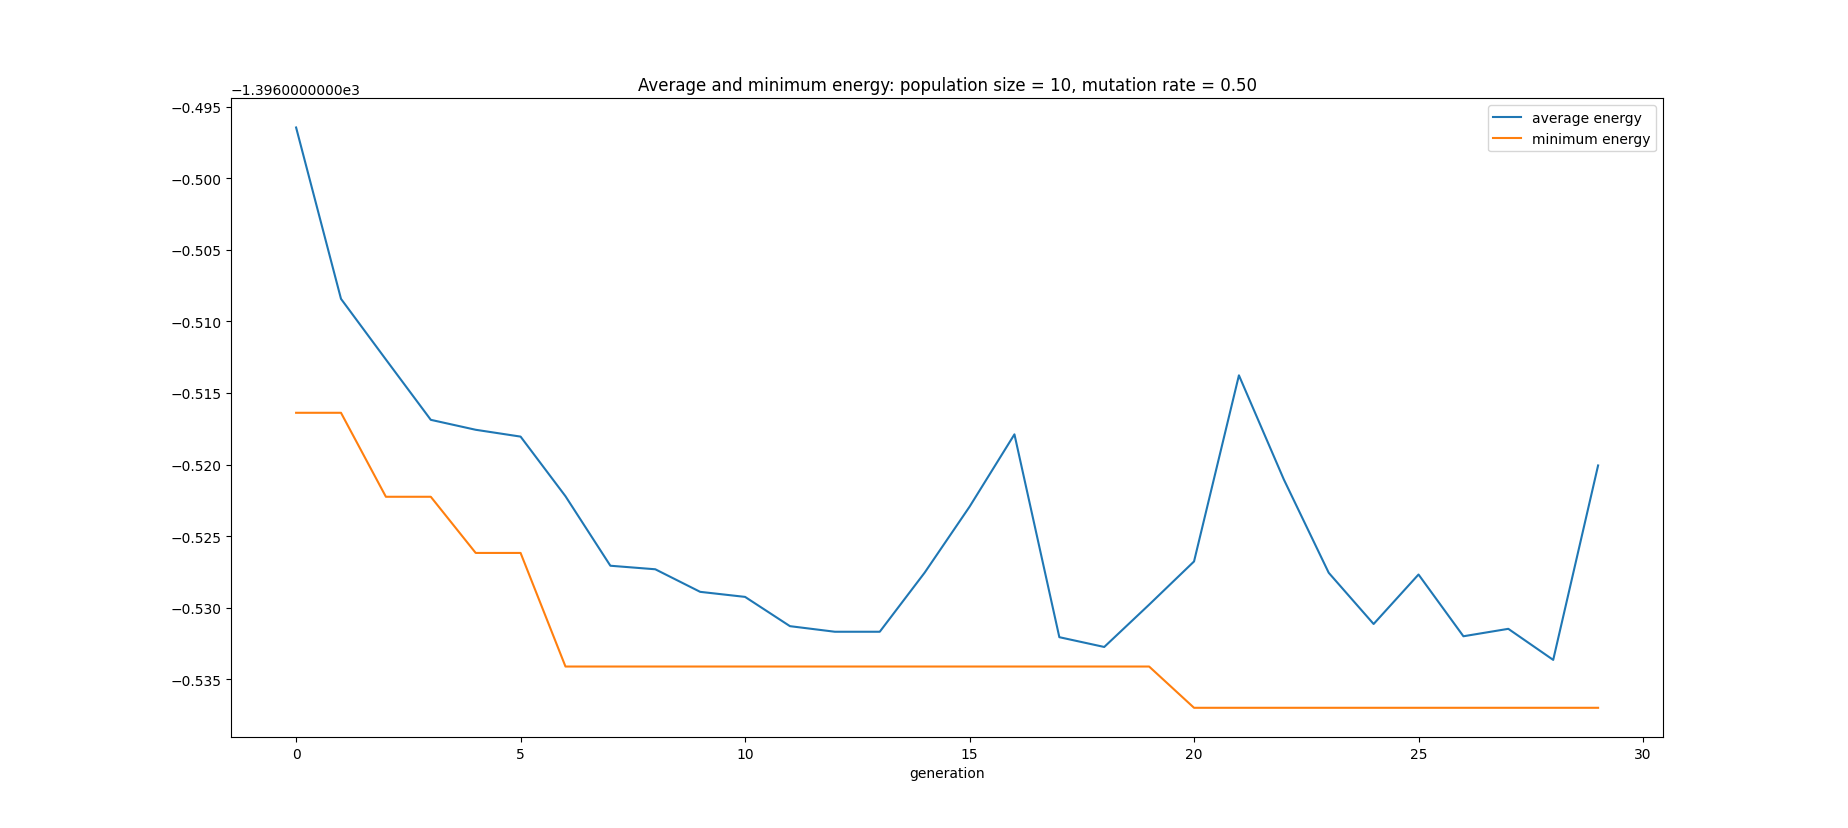 Average and minimum energy: population size = 10, mutation rate = 0.50
−1.3960000000e3
−0.495
−0.500
−0.505
−0.510
−0.515
−0.520
−0.525
−0.530
−0.535
average energy
minimum energy
0 5 10 15 20 25 30
generation